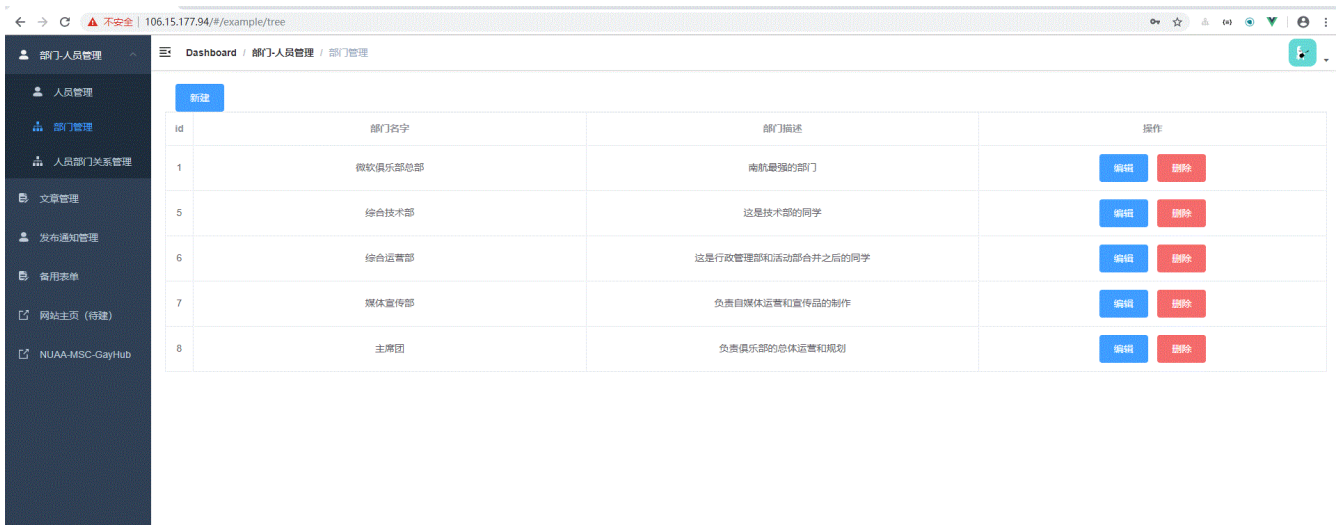 不安全 106.15.177.94/#/example/tree
部门-人员管理
人员管理
部门管理
人员部门关系管理
文章管理
发布通知管理
备用表单
网站主页（待建）
NUAA-MSC-GayHub
Dashboard / 部门-人员管理 / 部门管理
新建
id 部门名字 部门描述 操作
1 微软俱乐部总部 南航最强的部门 编辑 删除
5 综合技术部 这是技术部的同学 编辑 删除
6 综合运营部 这是行政管理部和活动部合并之后的同学 编辑 删除
7 媒体宣传部 负责自媒体运营和宣传品的制作 编辑 删除
8 主席团 负责俱乐部的总体运营和规划 编辑 删除